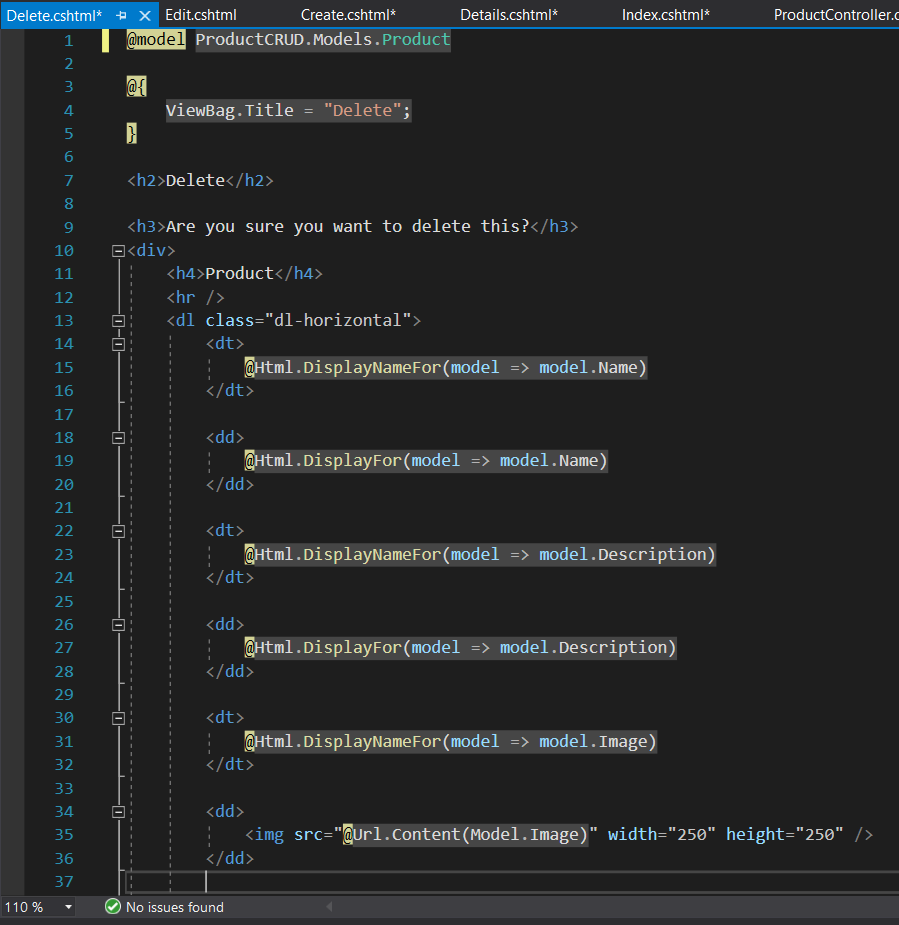 Delete.cshtml* Edit.cshtml Create.cshtml* Details.cshtml* Index.cshtml* ProductController.c
1 @model ProductCRUD.Models.Product
2
3 @{
4 ViewBag.Title = "Delete";
5 }
6
7 <h2>Delete</h2>
8
9 <h3>Are you sure you want to delete this?</h3>
10 <div>
11 <h4>Product</h4>
12 <hr />
13 <dl class="dl-horizontal">
14 <dt>
15 @Html.DisplayNameFor(model => model.Name)
16 </dt>
17
18 <dd>
19 @Html.DisplayFor(model => model.Name)
20 </dd>
21
22 <dt>
23 @Html.DisplayNameFor(model => model.Description)
24 </dt>
25
26 <dd>
27 @Html.DisplayFor(model => model.Description)
28 </dd>
29
30 <dt>
31 @Html.DisplayNameFor(model => model.Image)
32 </dt>
33
34 <dd>
35 <img src="@Url.Content(Model.Image)" width="250" height="250" />
36 </dd>
37
110 % No issues found